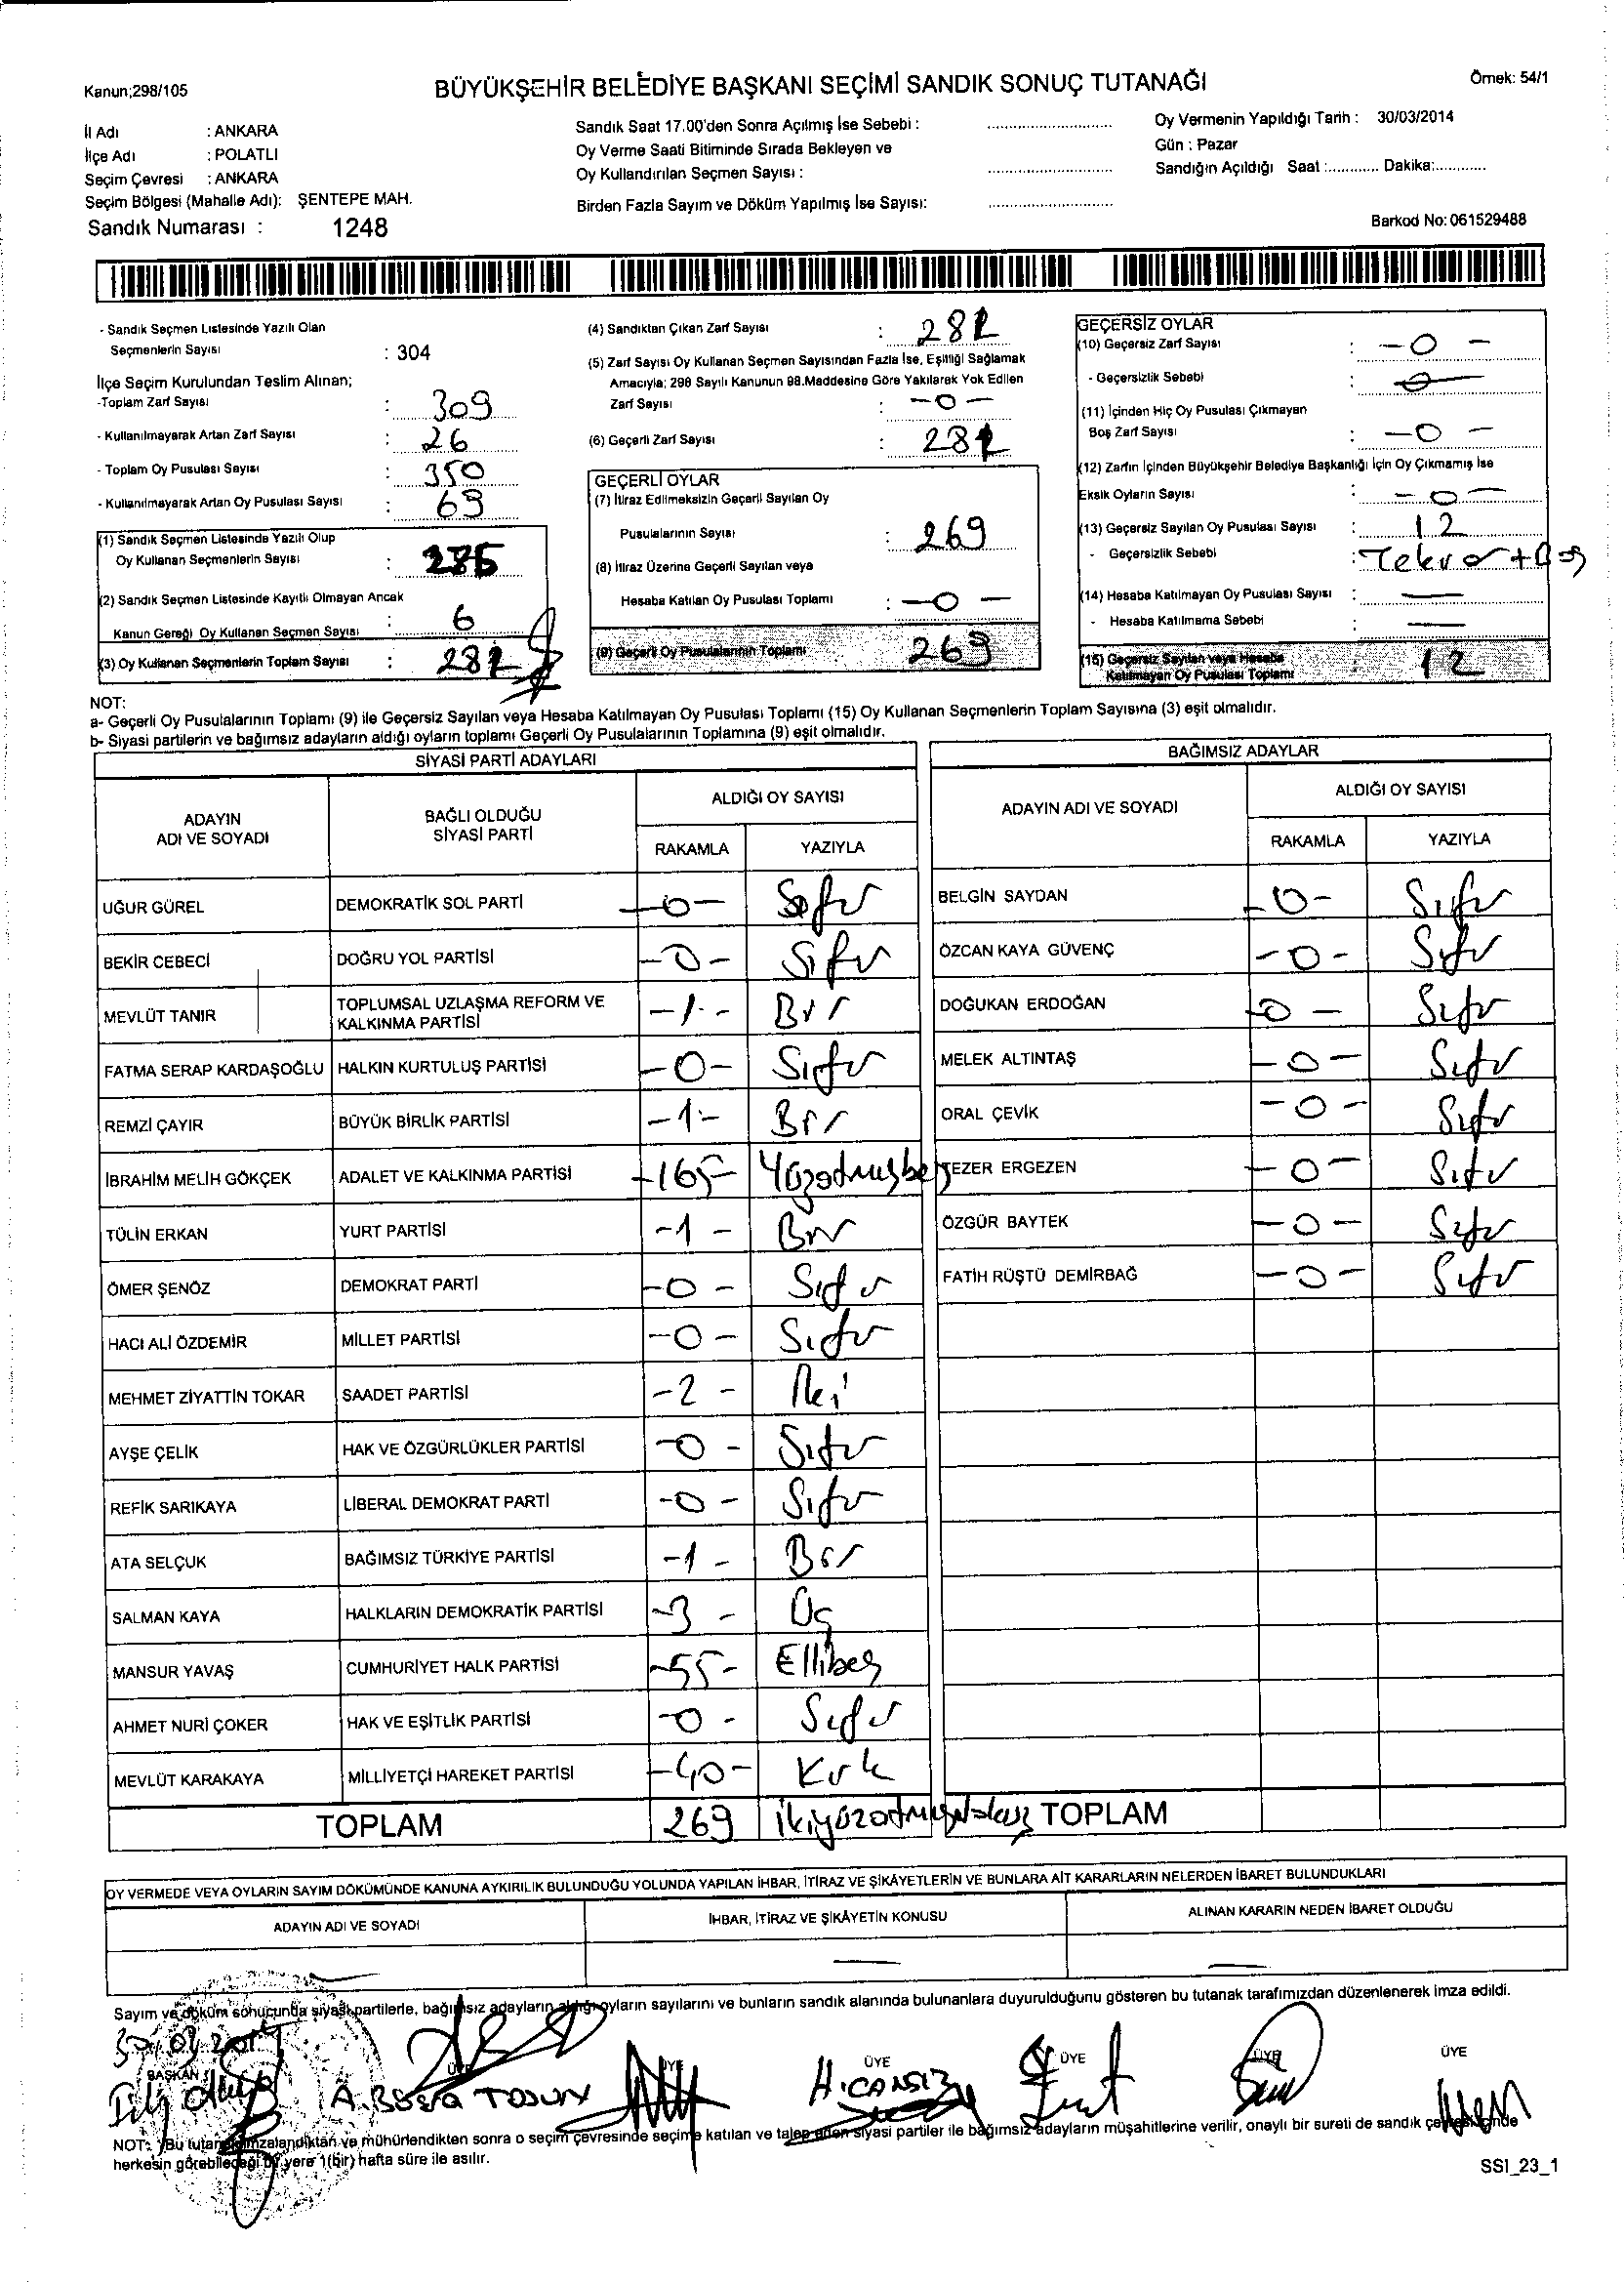 Kanun;298/105
BÜYÜKŞEHİR BELEDİYE BAŞKANI SEÇİMİ SANDIK SONUÇ TUTANAĞI
Örnek: 54/1
İl Adı : ANKARA
İlçe Adı : POLATLI
Seçim Çevresi : ANKARA
Seçim Bölgesi (Mahalle Adı): ŞENTEPE MAH.
Sandık Numarası : 1248
Sandık Saat 17.00'den Sonra Açılmış İse Sebebi :
Oy Verme Saati Bitiminde Sırada Bekleyen ve
Oy Kullandırılan Seçmen Sayısı :
Birden Fazla Sayım ve Döküm Yapılmış İse Sayısı:
Oy Vermenin Yapıldığı Tarih : 30/03/2014
Gün : Pazar
Sandığın Açıldığı Saat :............ Dakika:............
Barkod No: 061529488
- Sandık Seçmen Listesinde Yazılı Olan
Seçmenlerin Sayısı : 304
İlçe Seçim Kurulundan Teslim Alınan;
-Toplam Zarf Sayısı : 309
- Kullanılmayarak Artan Zarf Sayısı : 26
- Toplam Oy Pusulası Sayısı : 350
- Kullanılmayarak Artan Oy Pusulası Sayısı : 69
(1) Sandık Seçmen Listesinde Yazılı Olup
Oy Kullanan Seçmenlerin Sayısı :
(2) Sandık Seçmen Listesinde Kayıtlı Olmayan Ancak
Kanun Gereği Oy Kullanan Seçmen Sayısı : 6
(3) Oy Kullanan Seçmenlerin Toplam Sayısı :
(4) Sandıktan Çıkan Zarf Sayısı :
(5) Zarf Sayısı Oy Kullanan Seçmen Sayısından Fazla İse, Eşitliği Sağlamak
Amacıyla; 298 Sayılı Kanunun 98.Maddesine Göre Yakılarak Yok Edilen
Zarf Sayısı : -0-
(6) Geçerli Zarf Sayısı :
GEÇERLİ OYLAR
(7) İtiraz Edilmeksizin Geçerli Sayılan Oy
Pusulalarının Sayısı : 269
(8) İtiraz Üzerine Geçerli Sayılan veya
Hesaba Katılan Oy Pusulası Toplamı : -0-
(9) Geçerli Oy Pusulalarının Toplamı 269
GEÇERSİZ OYLAR
(10) Geçersiz Zarf Sayısı : -0-
- Geçersizlik Sebebi : -0-
(11) İçinden Hiç Oy Pusulası Çıkmayan
Boş Zarf Sayısı : -0-
(12) Zarfın İçinden Büyükşehir Belediye Başkanlığı İçin Oy Çıkmamış İse
Eksik Oyların Sayısı : -0-
(13) Geçersiz Sayılan Oy Pusulası Sayısı : 12
- Geçersizlik Sebebi : Tekrar+Boş
(14) Hesaba Katılmayan Oy Pusulası Sayısı : —
- Hesaba Katılmama Sebebi : —
(15) Geçersiz Sayılan veya Hesaba
Katılmayan Oy Pusulası Toplamı : 12
NOT:
a- Geçerli Oy Pusulalarının Toplamı (9) ile Geçersiz Sayılan veya Hesaba Katılmayan Oy Pusulası Toplamı (15) Oy Kullanan Seçmenlerin Toplam Sayısına (3) eşit olmalıdır.
b- Siyasi partilerin ve bağımsız adayların aldığı oyların toplamı Geçerli Oy Pusulalarının Toplamına (9) eşit olmalıdır.
SİYASİ PARTİ ADAYLARI
ADAYIN ADI VE SOYADI
BAĞLI OLDUĞU SİYASİ PARTİ
ALDIĞI OY SAYISI
RAKAMLA YAZIYLA
UĞUR GÜREL DEMOKRATİK SOL PARTİ -0- Sıfır
BEKİR CEBECİ DOĞRU YOL PARTİSİ -0- Sıfır
MEVLÜT TANIR TOPLUMSAL UZLAŞMA REFORM VE KALKINMA PARTİSİ -1- Bir
FATMA SERAP KARDAŞOĞLU HALKIN KURTULUŞ PARTİSİ -0- Sıfır
REMZİ ÇAYIR BÜYÜK BİRLİK PARTİSİ -1- Bir
İBRAHİM MELİH GÖKÇEK ADALET VE KALKINMA PARTİSİ -165- Yüzatmışbeş
TÜLİN ERKAN YURT PARTİSİ -1- Bir
ÖMER ŞENÖZ DEMOKRAT PARTİ -0- Sıfır
HACI ALİ ÖZDEMİR MİLLET PARTİSİ -0- Sıfır
MEHMET ZİYATTİN TOKAR SAADET PARTİSİ -2- İki
AYŞE ÇELİK HAK VE ÖZGÜRLÜKLER PARTİSİ -0- Sıfır
REFİK SARIKAYA LİBERAL DEMOKRAT PARTİ -0- Sıfır
ATA SELÇUK BAĞIMSIZ TÜRKİYE PARTİSİ -1- Bir
SALMAN KAYA HALKLARIN DEMOKRATİK PARTİSİ -3- Üç
MANSUR YAVAŞ CUMHURİYET HALK PARTİSİ -55- Ellibeş
AHMET NURİ ÇOKER HAK VE EŞİTLİK PARTİSİ -0- Sıfır
MEVLÜT KARAKAYA MİLLİYETÇİ HAREKET PARTİSİ -40- Kırk
TOPLAM 269 İkiyüzatmışdokuz
BAĞIMSIZ ADAYLAR
ADAYIN ADI VE SOYADI
ALDIĞI OY SAYISI
RAKAMLA YAZIYLA
BELGİN SAYDAN -0- Sıfır
ÖZCAN KAYA GÜVENÇ -0- Sıfır
DOĞUKAN ERDOĞAN -0- Sıfır
MELEK ALTINTAŞ -0- Sıfır
ORAL ÇEVİK -0- Sıfır
TEZER ERGEZEN -0- Sıfır
ÖZGÜR BAYTEK -0- Sıfır
FATİH RÜŞTÜ DEMİRBAĞ -0- Sıfır
TOPLAM
OY VERMEDE VEYA OYLARIN SAYIM DÖKÜMÜNDE KANUNA AYKIRILIK BULUNDUĞU YOLUNDA YAPILAN İHBAR, İTİRAZ VE ŞİKÂYETLERİN VE BUNLARA AİT KARARLARIN NELERDEN İBARET BULUNDUKLARI
ADAYIN ADI VE SOYADI
İHBAR, İTİRAZ VE ŞİKÂYETİN KONUSU
ALINAN KARARIN NEDEN İBARET OLDUĞU
Sayım ve döküm sonucunda siyasi partilerle, bağımsız adayların aldığı oyların sayılarını ve bunların sandık alanında bulunanlara duyurulduğunu gösteren bu tutanak tarafımızdan düzenlenerek imza edildi.
30/03/2014
BAŞKAN ÜYE ÜYE ÜYE ÜYE ÜYE ÜYE
H.CANSIZ
NOT: Bu tutanak imzalandıktan ve mühürlendikten sonra o seçim çevresinde seçime katılan ve talep eden siyasi partiler ile bağımsız adayların müşahitlerine verilir, onaylı bir sureti de sandık çevresi içinde
herkesin görebileceği bir yere 1(bir) hafta süre ile asılır.
SSI_23_1